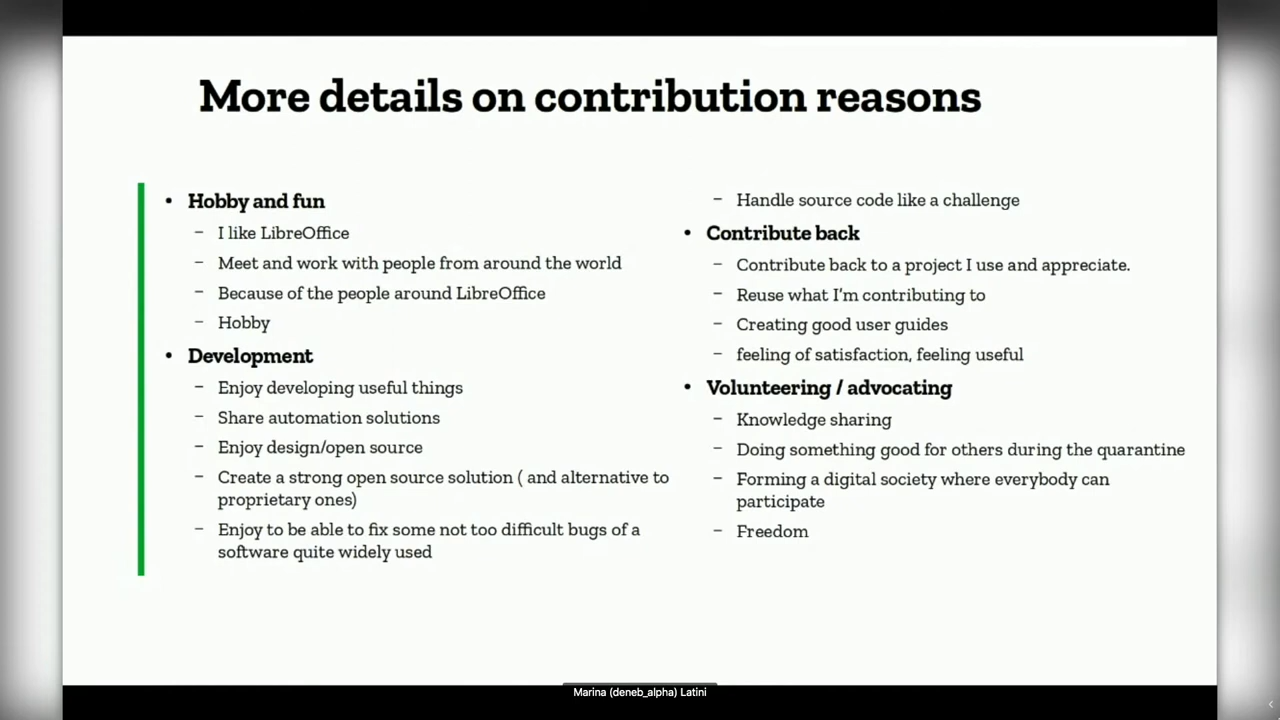 More details on contribution reasons
• Hobby and fun
– I like LibreOffice
– Meet and work with people from around the world
– Because of the people around LibreOffice
– Hobby
• Development
– Enjoy developing useful things
– Share automation solutions
– Enjoy design/open source
– Create a strong open source solution ( and alternative to
proprietary ones)
– Enjoy to be able to fix some not too difficult bugs of a
software quite widely used
– Handle source code like a challenge
• Contribute back
– Contribute back to a project I use and appreciate.
– Reuse what I'm contributing to
– Creating good user guides
– feeling of satisfaction, feeling useful
• Volunteering / advocating
– Knowledge sharing
– Doing something good for others during the quarantine
– Forming a digital society where everybody can
participate
– Freedom
Marina (deneb_alpha) Latini